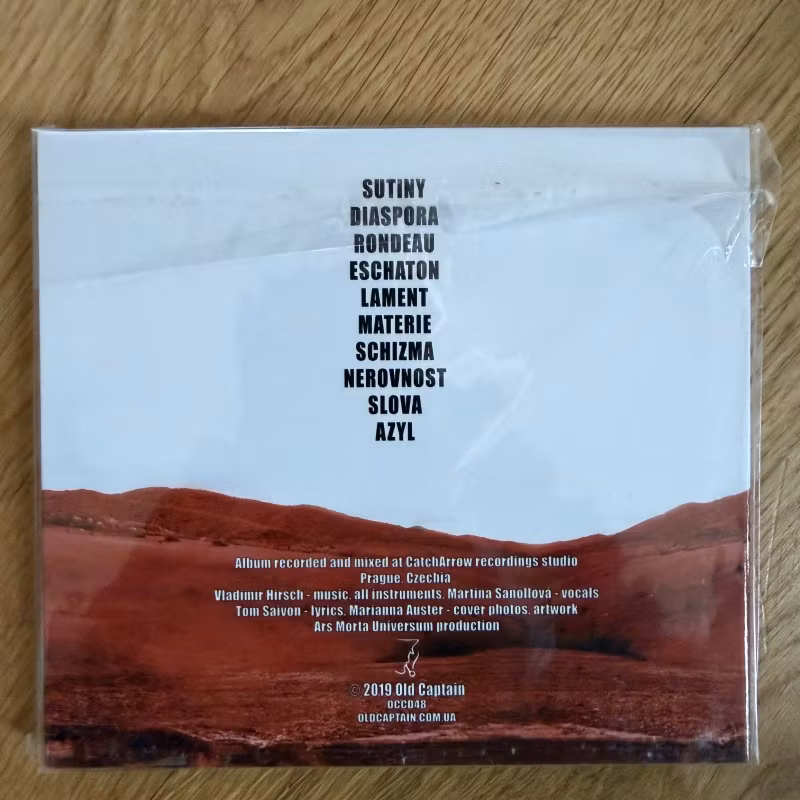 SUTINY
DIASPORA
RONDEAU
ESCHATON
LAMENT
MATERIE
SCHIZMA
NEROVNOST
SLOVA
AZYL
Album recorded and mixed at CatchArrow recordings studio
Prague, Czechia
Vladimir Hirsch - music, all instruments, Martina Sanollova - vocals
Tom Saivon - lyrics, Marianna Auster - cover photos, artwork
Ars Morta Universum production
© 2019 Old Captain
OCCD48
OLDCAPTAIN.COM.UA